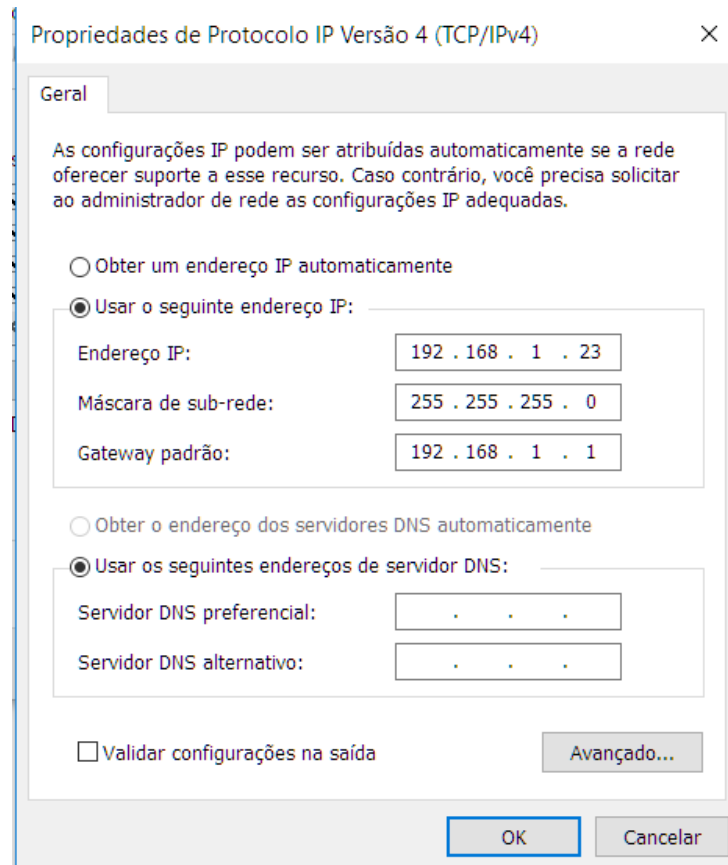 Propriedades de Protocolo IP Versão 4 (TCP/IPv4)
Geral
As configurações IP podem ser atribuídas automaticamente se a rede
oferecer suporte a esse recurso. Caso contrário, você precisa solicitar
ao administrador de rede as configurações IP adequadas.
Obter um endereço IP automaticamente
Usar o seguinte endereço IP:
Endereço IP: 192 . 168 . 1 . 23
Máscara de sub-rede: 255 . 255 . 255 . 0
Gateway padrão: 192 . 168 . 1 . 1
Obter o endereço dos servidores DNS automaticamente
Usar os seguintes endereços de servidor DNS:
Servidor DNS preferencial: . . .
Servidor DNS alternativo: . . .
Validar configurações na saída
Avançado...
OK Cancelar